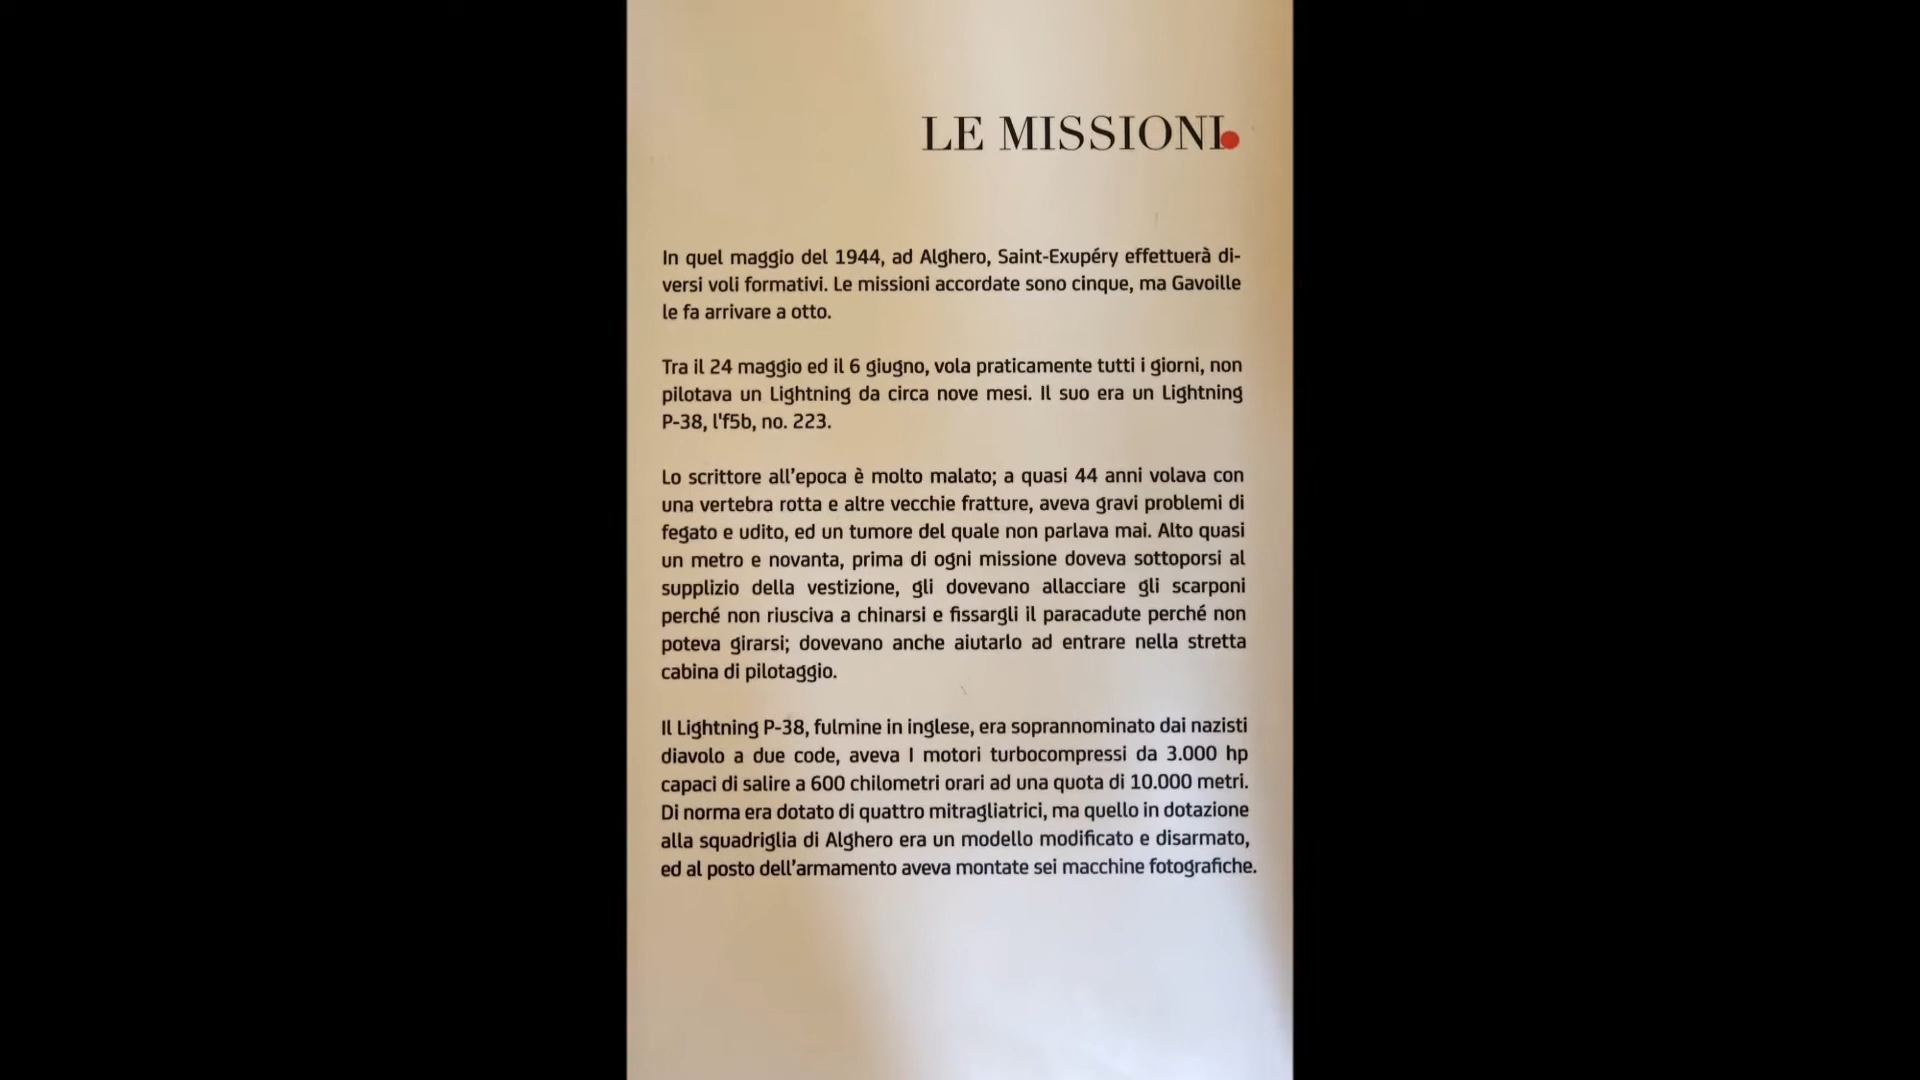 LE MISSIONI
In quel maggio del 1944, ad Alghero, Saint-Exupéry effettuerà di-
versi voli formativi. Le missioni accordate sono cinque, ma Gavoille
le fa arrivare a otto.
Tra il 24 maggio ed il 6 giugno, vola praticamente tutti i giorni, non
pilotava un Lightning da circa nove mesi. Il suo era un Lightning
P-38, l'f5b, no. 223.
Lo scrittore all’epoca è molto malato; a quasi 44 anni volava con
una vertebra rotta e altre vecchie fratture, aveva gravi problemi di
fegato e udito, ed un tumore del quale non parlava mai. Alto quasi
un metro e novanta, prima di ogni missione doveva sottoporsi al
supplizio della vestizione, gli dovevano allacciare gli scarponi
perché non riusciva a chinarsi e fissargli il paracadute perché non
poteva girarsi; dovevano anche aiutarlo ad entrare nella stretta
cabina di pilotaggio.
Il Lightning P-38, fulmine in inglese, era soprannominato dai nazisti
diavolo a due code, aveva I motori turbocompressi da 3.000 hp
capaci di salire a 600 chilometri orari ad una quota di 10.000 metri.
Di norma era dotato di quattro mitragliatrici, ma quello in dotazione
alla squadriglia di Alghero era un modello modificato e disarmato,
ed al posto dell’armamento aveva montate sei macchine fotografiche.